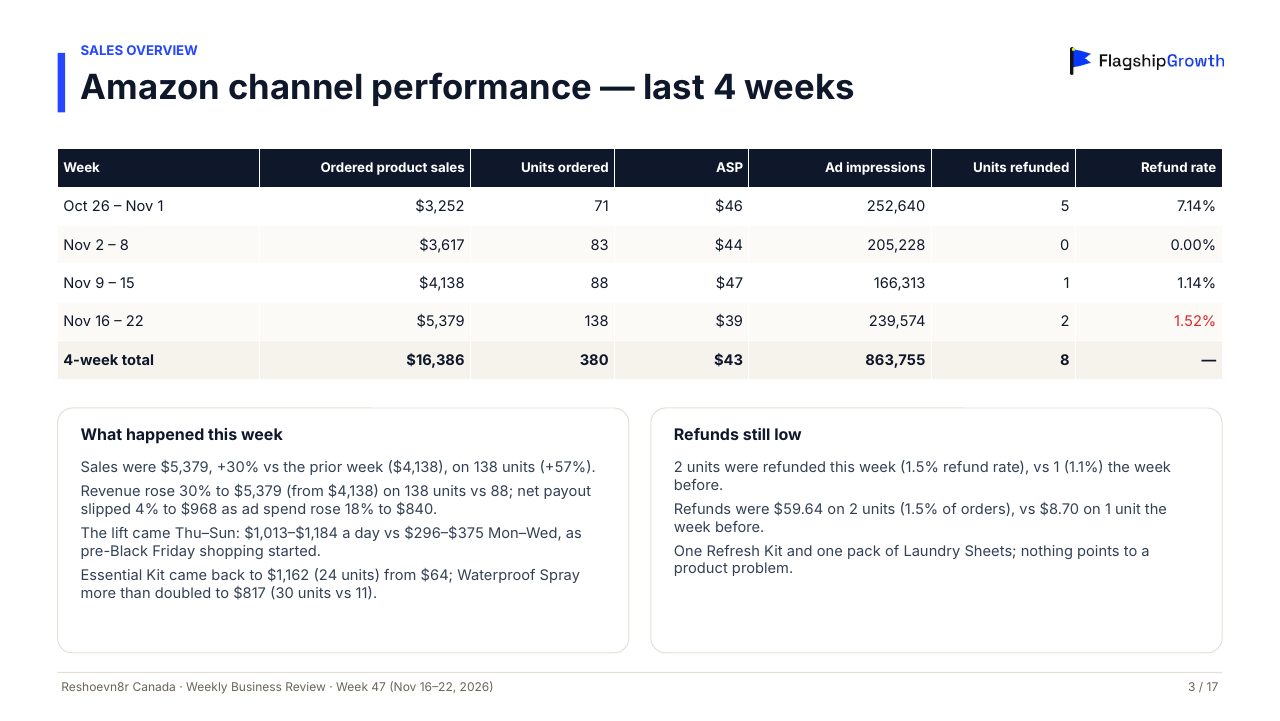 SALES OVERVIEW
Amazon channel performance — last 4 weeks
FlagshipGrowth
Week Ordered product sales Units ordered ASP Ad impressions Units refunded Refund rate
Oct 26 – Nov 1 $3,252 71 $46 252,640 5 7.14%
Nov 2 – 8 $3,617 83 $44 205,228 0 0.00%
Nov 9 – 15 $4,138 88 $47 166,313 1 1.14%
Nov 16 – 22 $5,379 138 $39 239,574 2 1.52%
4-week total $16,386 380 $43 863,755 8 —
What happened this week
Sales were $5,379, +30% vs the prior week ($4,138), on 138 units (+57%).
Revenue rose 30% to $5,379 (from $4,138) on 138 units vs 88; net payout
slipped 4% to $968 as ad spend rose 18% to $840.
The lift came Thu–Sun: $1,013–$1,184 a day vs $296–$375 Mon–Wed, as
pre-Black Friday shopping started.
Essential Kit came back to $1,162 (24 units) from $64; Waterproof Spray
more than doubled to $817 (30 units vs 11).
Refunds still low
2 units were refunded this week (1.5% refund rate), vs 1 (1.1%) the week
before.
Refunds were $59.64 on 2 units (1.5% of orders), vs $8.70 on 1 unit the
week before.
One Refresh Kit and one pack of Laundry Sheets; nothing points to a
product problem.
Reshoevn8r Canada · Weekly Business Review · Week 47 (Nov 16–22, 2026)
3 / 17